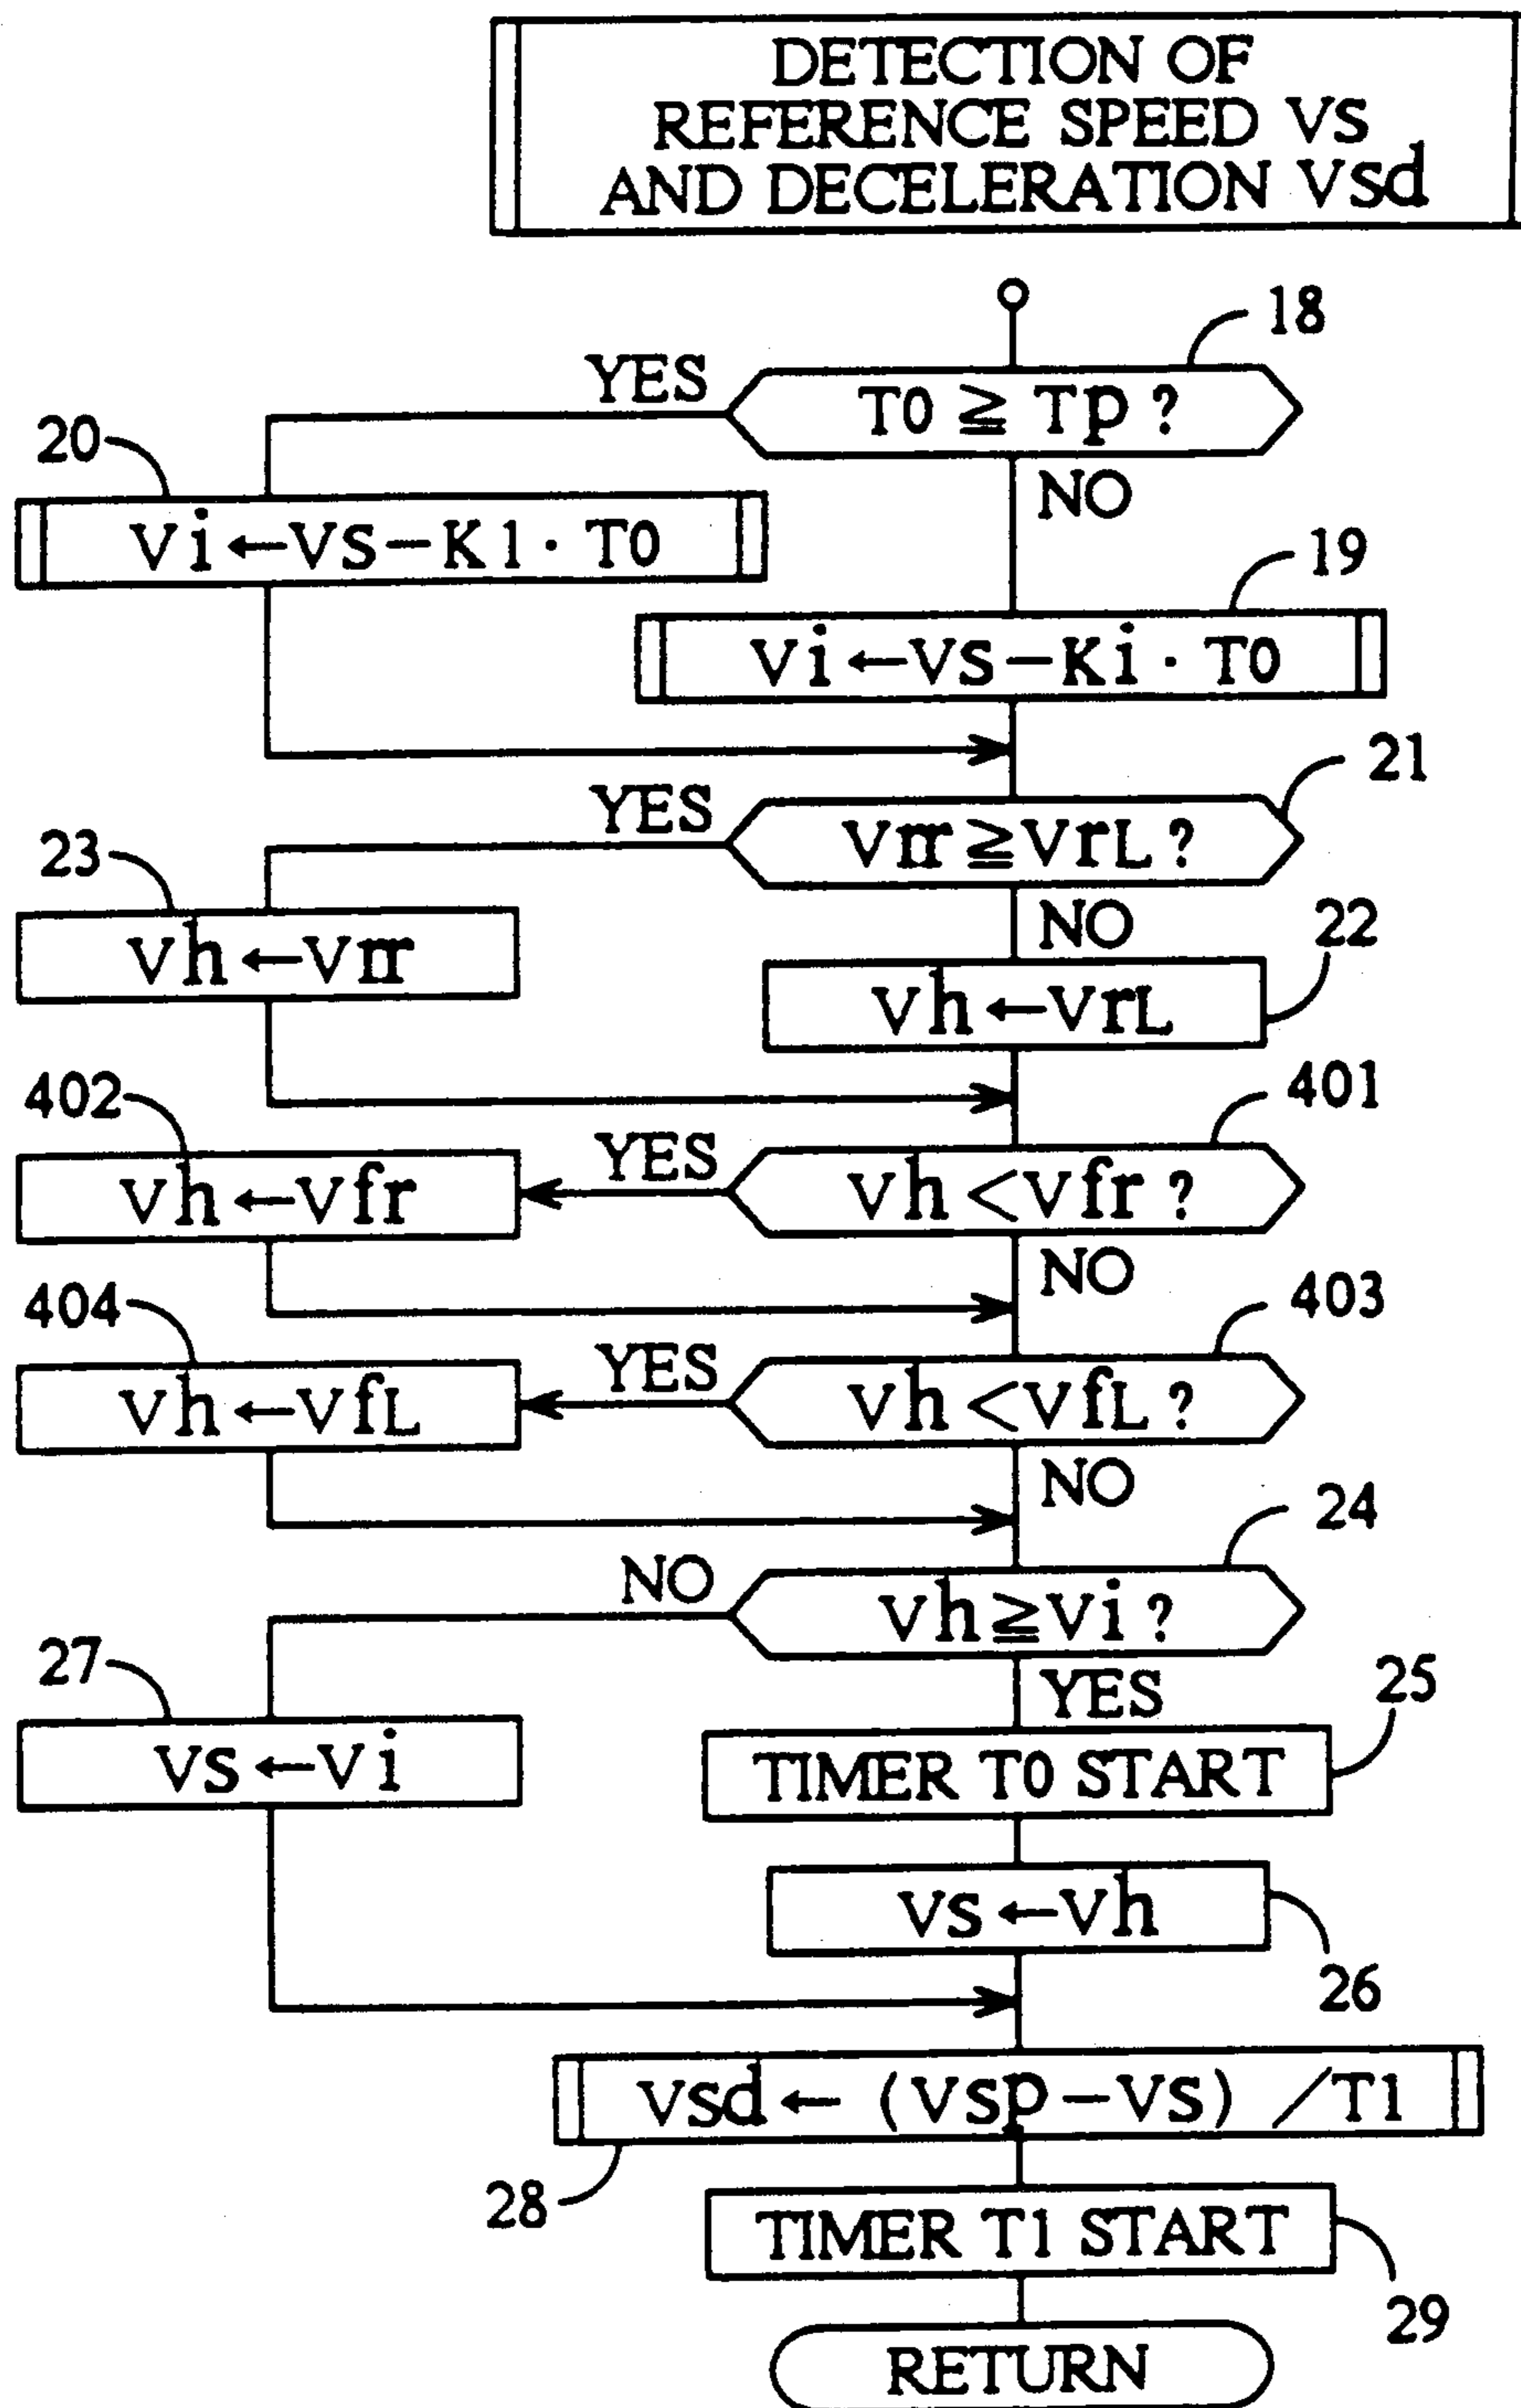 DETECTION OF
REFERENCE SPEED Vs
AND DECELERATION Vsd
18
YES
T0 ≧ Tp ?
20
NO
Vi←Vs−K1· T0
19
Vi←Vs−Ki · T0
21
YES
Vrr≧VrL ?
23
NO
22
Vh←Vrr
Vh←VrL
402
401
YES
Vh←Vfr
Vh<Vfr ?
NO
404
403
YES
Vh←VfL
Vh<VfL ?
NO
24
NO
Vh≧Vi ?
27
YES
25
Vs←Vi
TIMER T0 START
Vs←Vh
26
Vsd← (Vsp−Vs) /T1
28
TIMER T1 START
29
RETURN